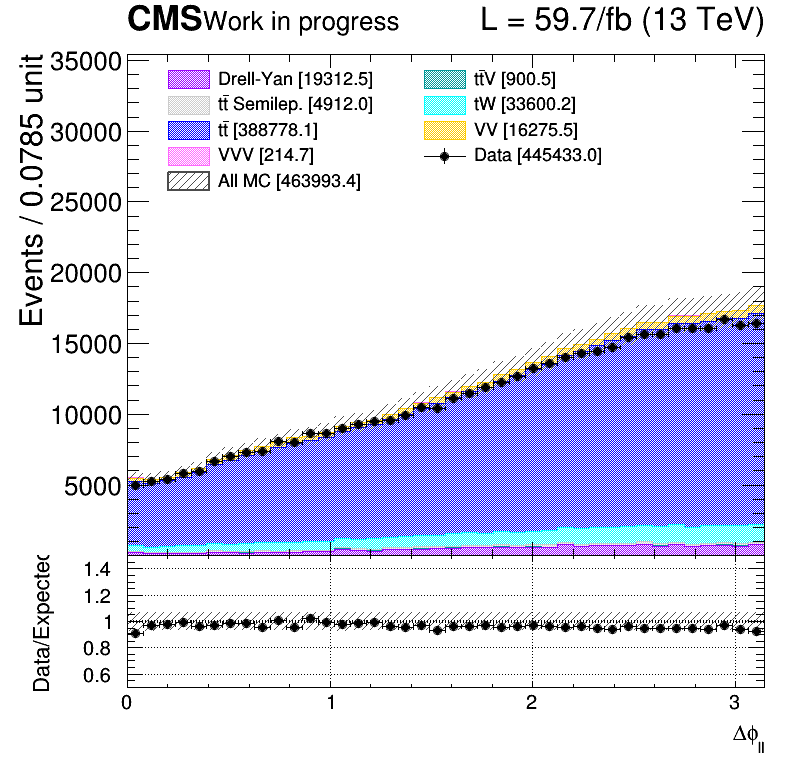 CMS Work in progress L = 59.7/fb (13 TeV)
Events / 0.0785 unit
35000
30000
25000
20000
15000
10000
5000
Drell-Yan [19312.5]
tt̄ Semilep. [4912.0]
tt̄ [388778.1]
VVV [214.7]
All MC [463993.4]
tt̄V [900.5]
tW [33600.2]
VV [16275.5]
Data [445433.0]
Data/Expected
1.4
1.2
1
0.8
0.6
0 1 2 3
Δϕll